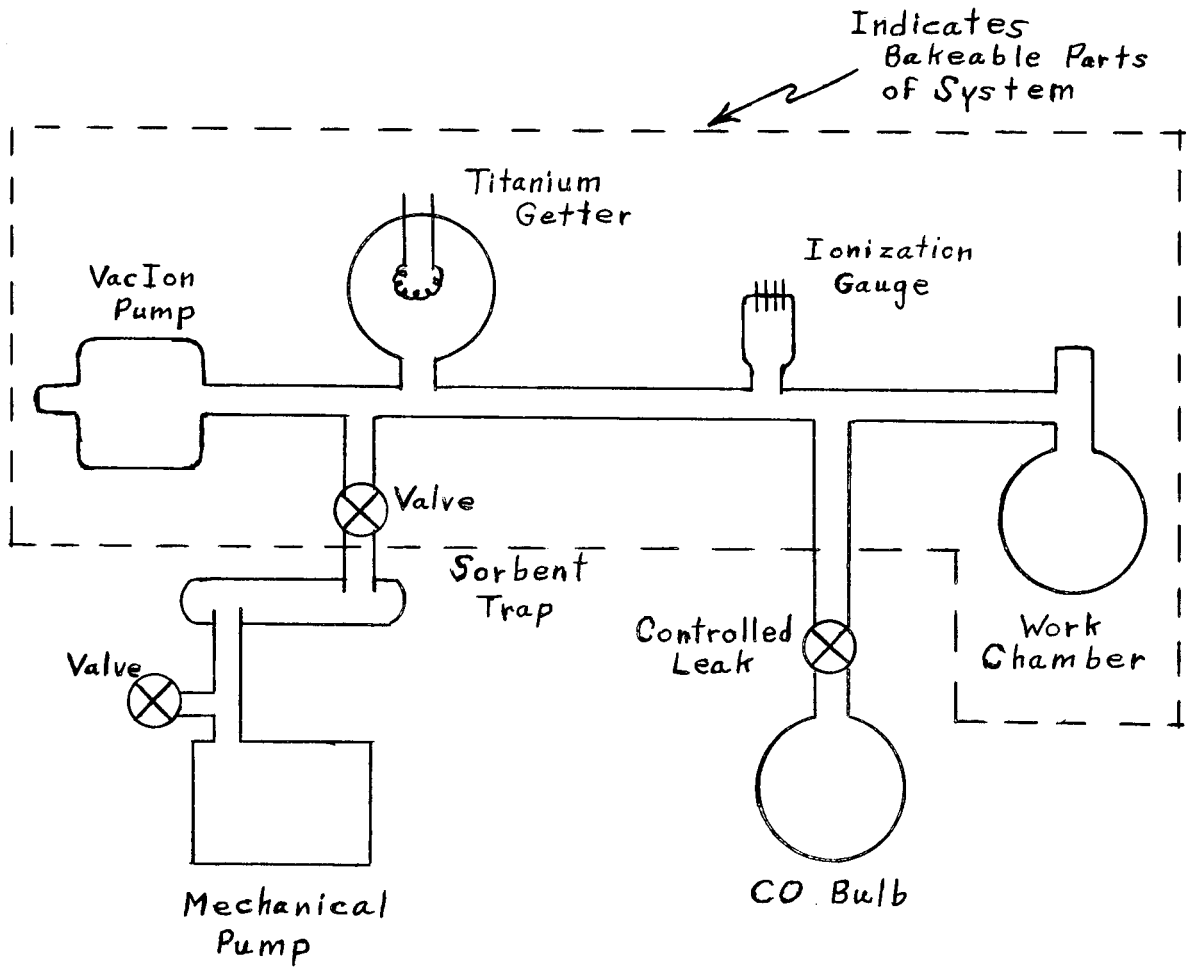 Indicates
Bakeable Parts
of System
Titanium
Getter
Ionization
Gauge
VacIon
Pump
Valve
Sorbent
Trap
Controlled
Leak
Work
Chamber
Valve
CO Bulb
Mechanical
Pump